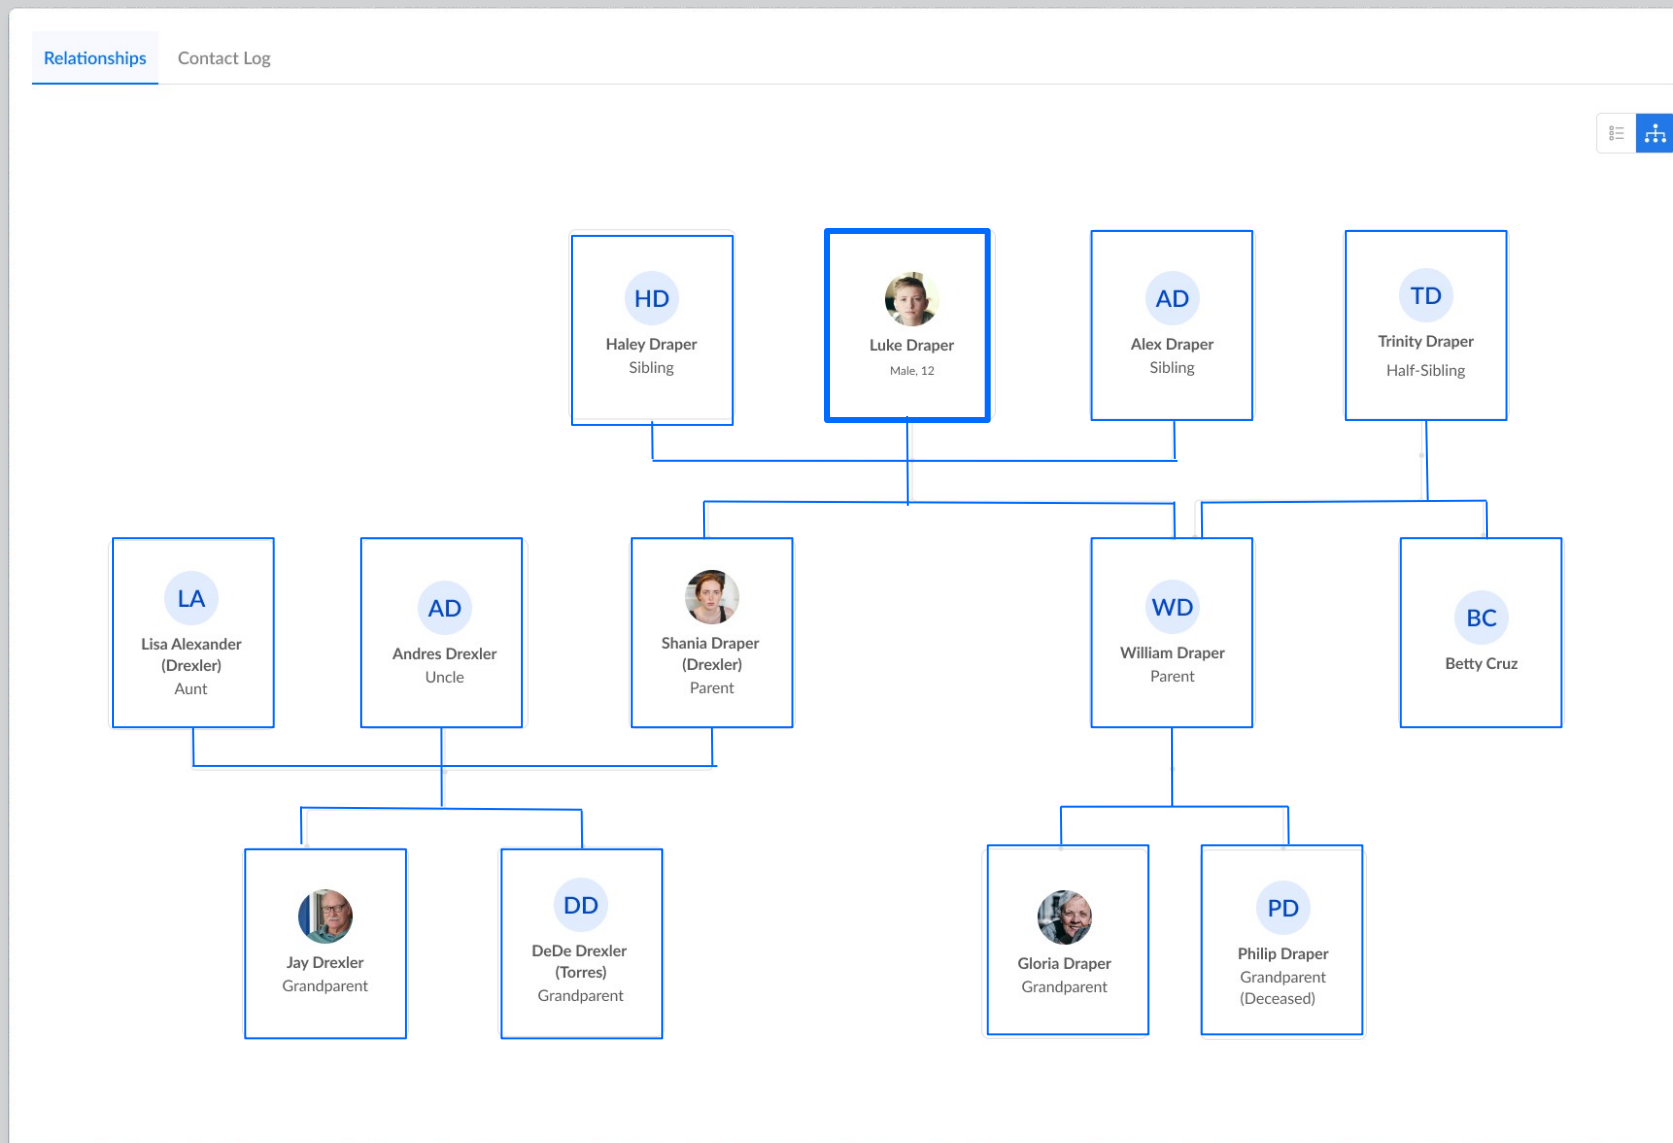 Relationships
Contact Log
HD
Haley Draper
Sibling
Luke Draper
Male, 12
AD
Alex Draper
Sibling
TD
Trinity Draper
Half-Sibling
LA
Lisa Alexander
(Drexler)
Aunt
AD
Andres Drexler
Uncle
Shania Draper
(Drexler)
Parent
WD
William Draper
Parent
BC
Betty Cruz
Jay Drexler
Grandparent
DD
DeDe Drexler
(Torres)
Grandparent
Gloria Draper
Grandparent
PD
Philip Draper
Grandparent
(Deceased)